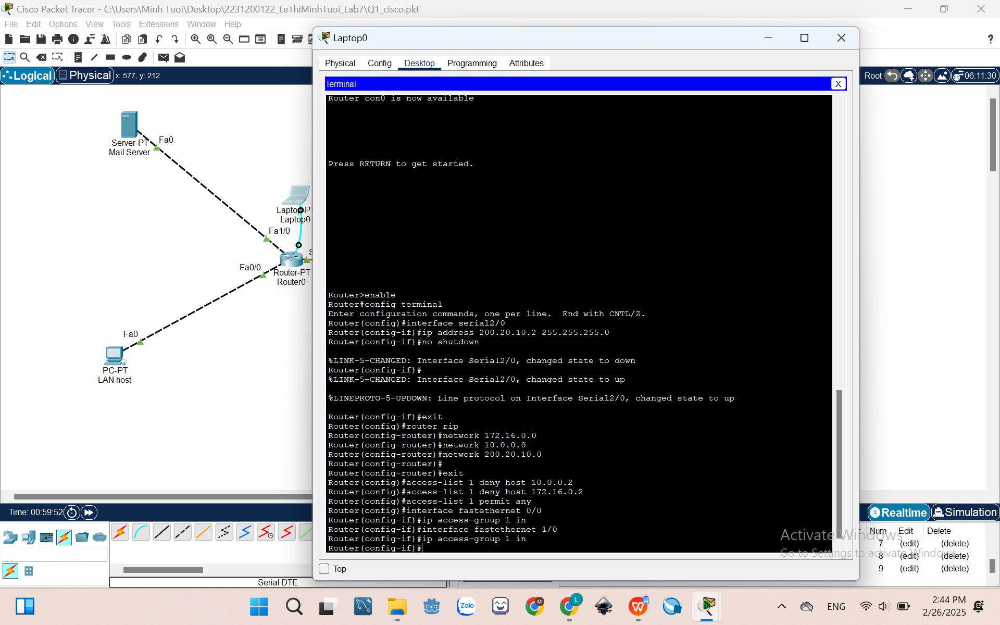 Cisco Packet Tracer - C:\Users\Minh Tuoi\Desktop\2231200122_LeThiMinhTuoi_Lab7\Q1_cisco.pkt
File Edit Options View Tools Extensions Window Help
Logical Physical x: 577, y: 212
Root 06:11:30
Server-PT
Mail Server
Fa0
Laptop-PT
Laptop0
Fa1/0
Fa0/0
Router-PT
Router0
Fa0
PC-PT
LAN host
Laptop0
Physical Config Desktop Programming Attributes
Terminal
X
Router con0 is now available
Press RETURN to get started.
Router>enable
Router#config terminal
Enter configuration commands, one per line.  End with CNTL/Z.
Router(config)#interface serial2/0
Router(config-if)#ip address 200.20.10.2 255.255.255.0
Router(config-if)#no shutdown
%LINK-5-CHANGED: Interface Serial2/0, changed state to down
Router(config-if)#
%LINK-5-CHANGED: Interface Serial2/0, changed state to up
%LINEPROTO-5-UPDOWN: Line protocol on Interface Serial2/0, changed state to up
Router(config-if)#exit
Router(config)#router rip
Router(config-router)#network 172.16.0.0
Router(config-router)#network 10.0.0.0
Router(config-router)#network 200.20.10.0
Router(config-router)#
Router(config-router)#exit
Router(config)#access-list 1 deny host 10.0.0.2
Router(config)#access-list 1 deny host 172.16.0.2
Router(config)#access-list 1 permit any
Router(config)#interface fastethernet 0/0
Router(config-if)#ip access-group 1 in
Router(config-if)#interface fastethernet 1/0
Router(config-if)#ip access-group 1 in
Router(config-if)#
Top
Time: 00:59:52
Realtime Simulation
Num Edit Delete
7 (edit) (delete)
8 (edit) (delete)
9 (edit) (delete)
Activate Windows
Go to Settings to activate Windows.
Serial DTE
Zalo
M
L
W
ENG
2:44 PM
2/26/2025